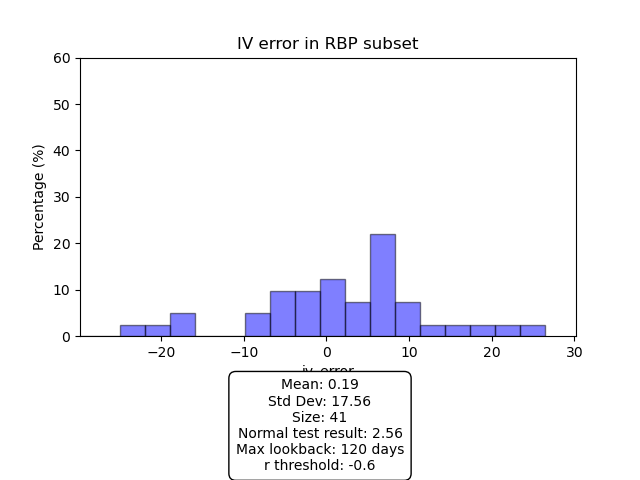 IV error in RBP subset
60
50
40
30
20
10
0
Percentage (%)
−20
−10
0
10
20
30
iv_error
Mean: 0.19
Std Dev: 17.56
Size: 41
Normal test result: 2.56
Max lookback: 120 days
r threshold: -0.6